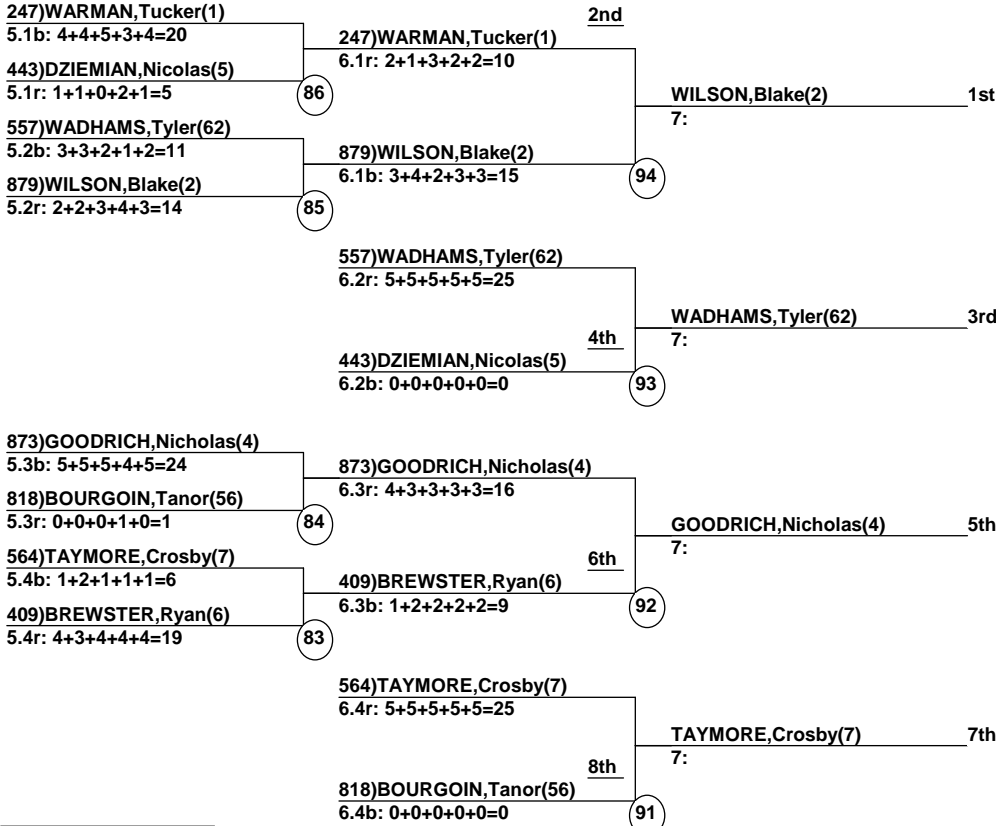 247)WARMAN,Tucker(1)
5.1b: 4+4+5+3+4=20
443)DZIEMIAN,Nicolas(5)
5.1r: 1+1+0+2+1=5
86
557)WADHAMS,Tyler(62)
5.2b: 3+3+2+1+2=11
879)WILSON,Blake(2)
5.2r: 2+2+3+4+3=14
85
2nd
247)WARMAN,Tucker(1)
6.1r: 2+1+3+2+2=10
879)WILSON,Blake(2)
6.1b: 3+4+2+3+3=15
94
WILSON,Blake(2) 1st
7:
557)WADHAMS,Tyler(62)
6.2r: 5+5+5+5+5=25
4th
443)DZIEMIAN,Nicolas(5)
6.2b: 0+0+0+0+0=0
93
WADHAMS,Tyler(62) 3rd
7:
873)GOODRICH,Nicholas(4)
5.3b: 5+5+5+4+5=24
818)BOURGOIN,Tanor(56)
5.3r: 0+0+0+1+0=1
84
564)TAYMORE,Crosby(7)
5.4b: 1+2+1+1+1=6
409)BREWSTER,Ryan(6)
5.4r: 4+3+4+4+4=19
83
873)GOODRICH,Nicholas(4)
6.3r: 4+3+3+3+3=16
6th
409)BREWSTER,Ryan(6)
6.3b: 1+2+2+2+2=9
92
GOODRICH,Nicholas(4) 5th
7:
564)TAYMORE,Crosby(7)
6.4r: 5+5+5+5+5=25
8th
818)BOURGOIN,Tanor(56)
6.4b: 0+0+0+0+0=0
91
TAYMORE,Crosby(7) 7th
7: